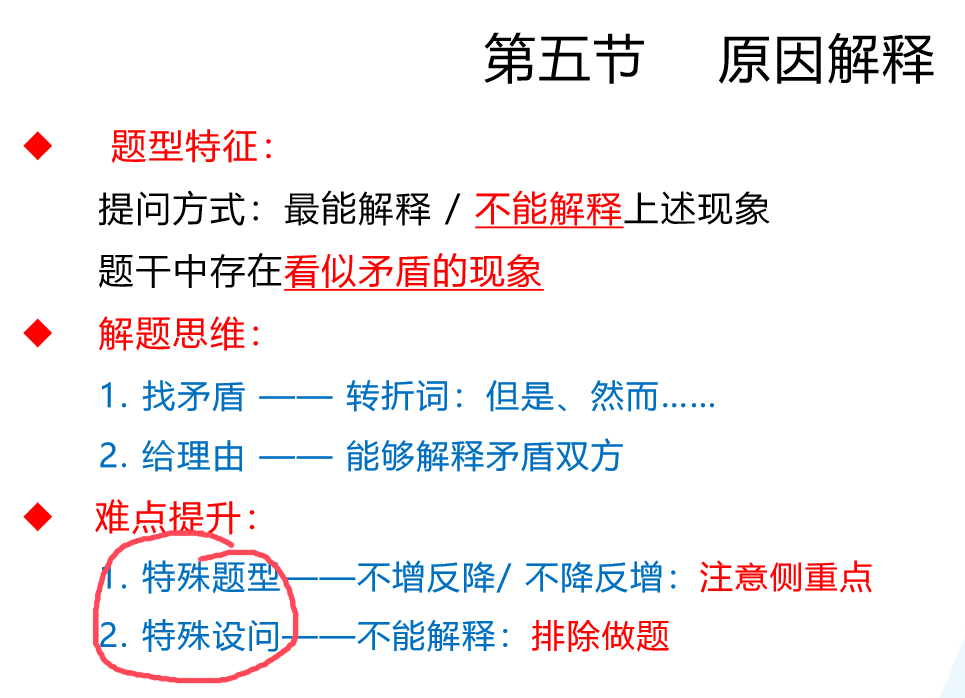 第五节 原因解释
◆ 题型特征：
提问方式：最能解释 / 不能解释上述现象
题干中存在看似矛盾的现象
◆ 解题思维：
1. 找矛盾 —— 转折词：但是、然而……
2. 给理由 —— 能够解释矛盾双方
◆ 难点提升：
1. 特殊题型——不增反降/ 不降反增：注意侧重点
2. 特殊设问——不能解释：排除做题